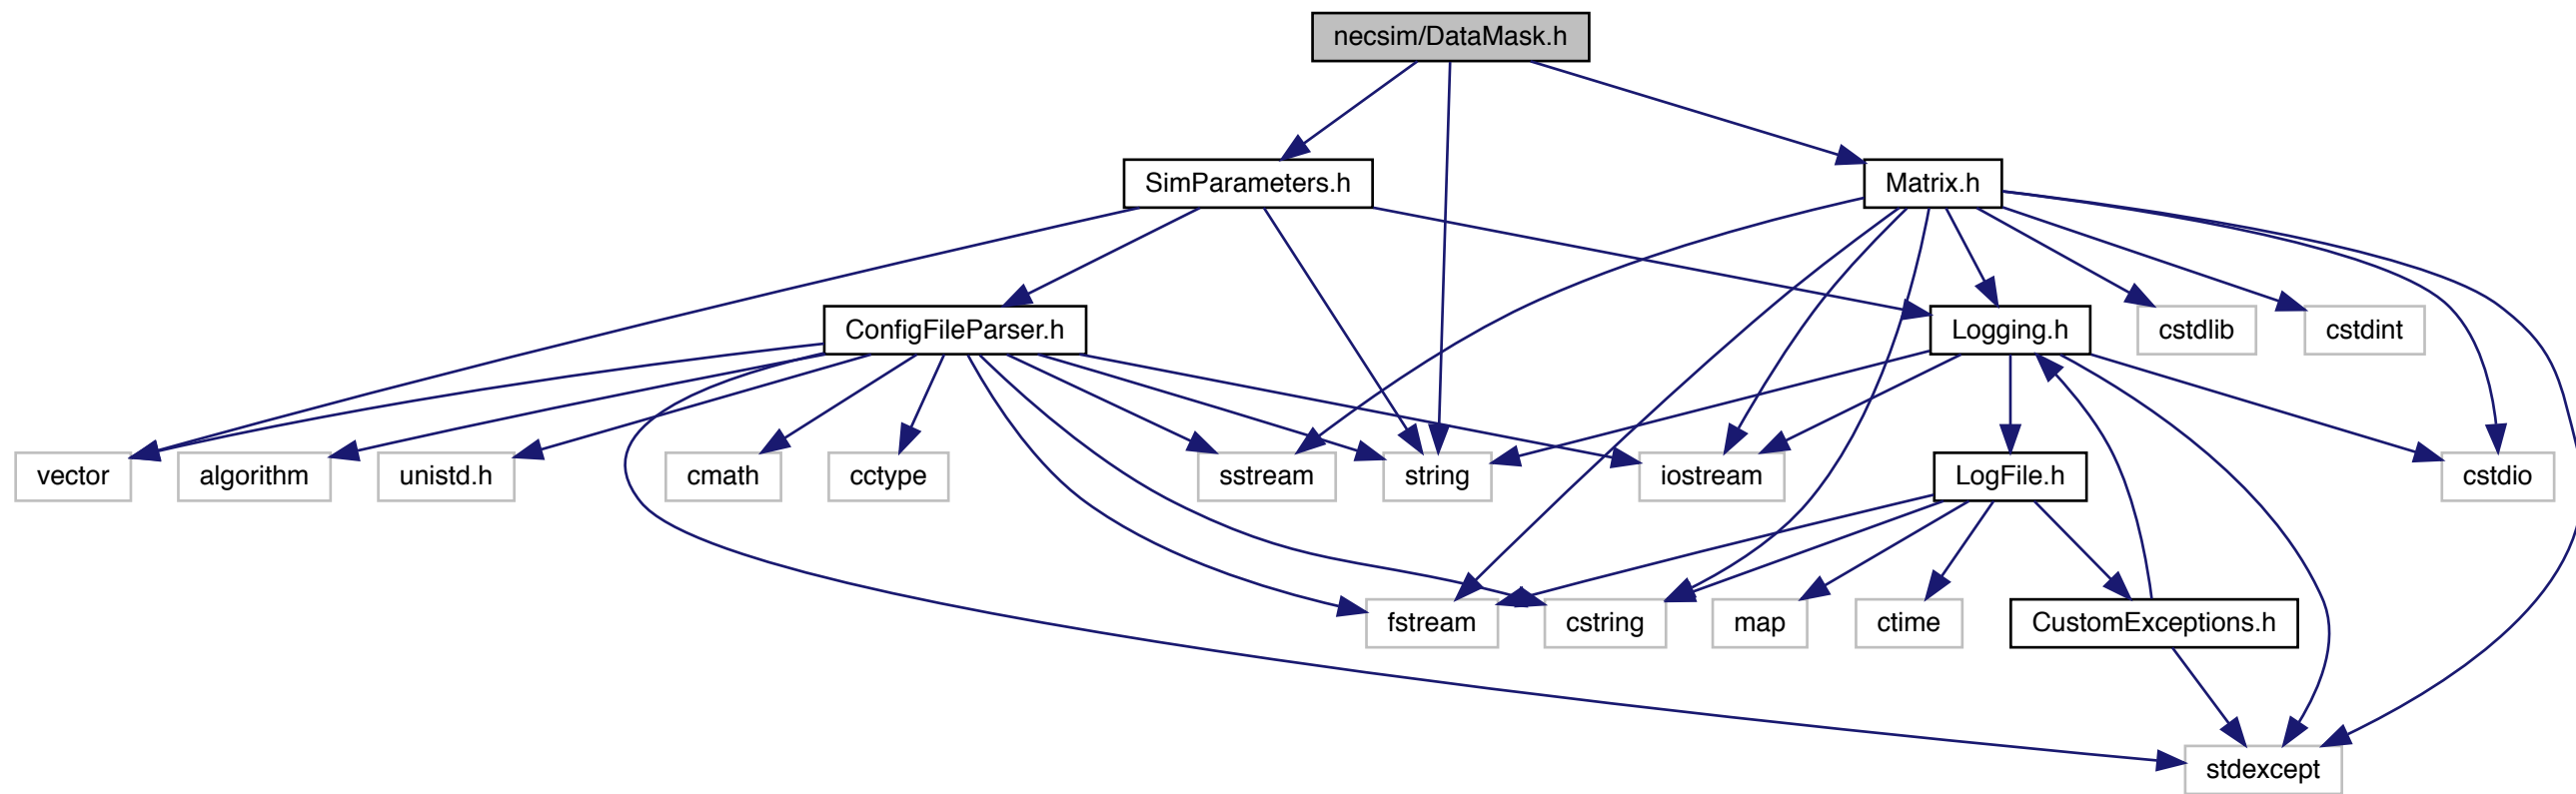 necsim/DataMask.h
SimParameters.h
Matrix.h
ConfigFileParser.h
Logging.h
cstdlib
cstdint
vector
algorithm
unistd.h
cmath
cctype
sstream
string
iostream
LogFile.h
cstdio
fstream
cstring
map
ctime
CustomExceptions.h
stdexcept